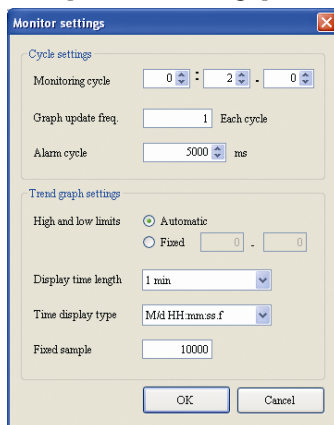 Monitor settings
Cycle settings
Monitoring cycle 0 : 2 . 0
Graph update freq. 1 Each cycle
Alarm cycle 5000 ms
Trend graph settings
High and low limits Automatic
Fixed 0 - 0
Display time length 1 min
Time display type M/d HH:mm:ss.f
Fixed sample 10000
OK Cancel